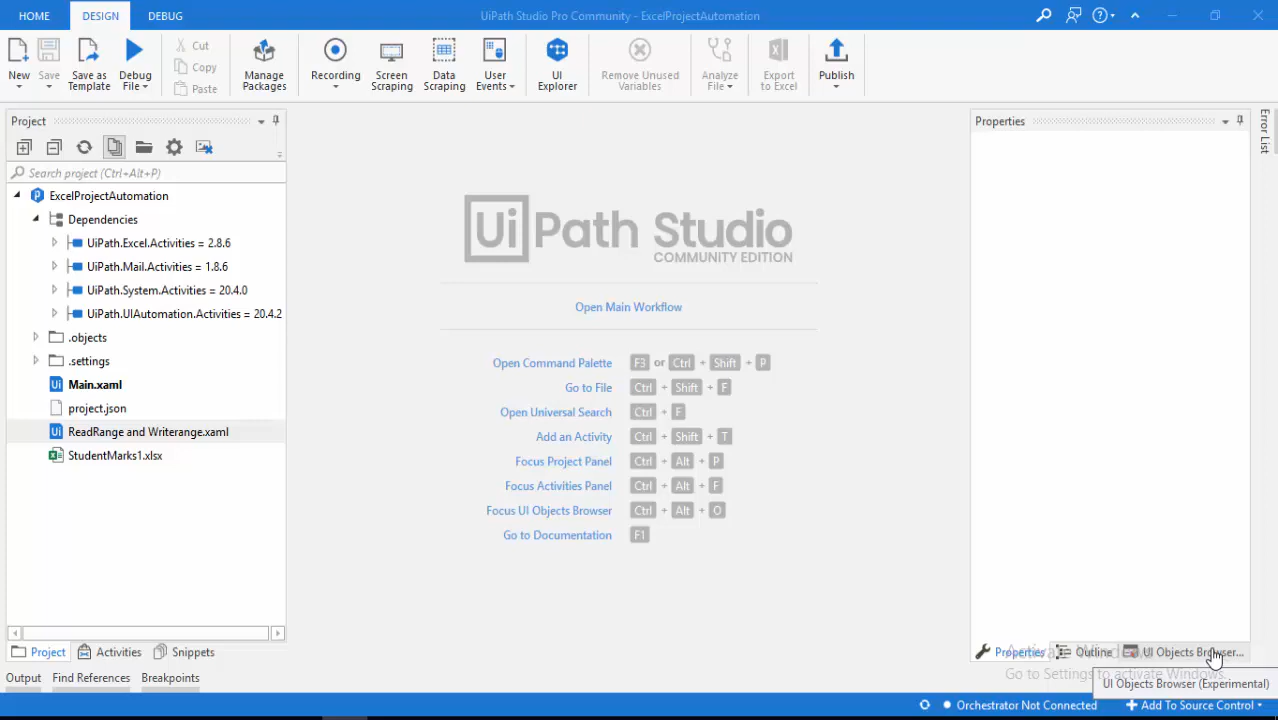 HOME DESIGN DEBUG UiPath Studio Pro Community - ExcelProjectAutomation
New Save Save as Template Debug File Cut Copy Paste Manage Packages Recording Screen Scraping Data Scraping User Events UI Explorer Remove Unused Variables Analyze File Export to Excel Publish
Project
Search project (Ctrl+Alt+P)
ExcelProjectAutomation
Dependencies
UiPath.Excel.Activities = 2.8.6
UiPath.Mail.Activities = 1.8.6
UiPath.System.Activities = 20.4.0
UiPath.UIAutomation.Activities = 20.4.2
.objects
.settings
Main.xaml
project.json
ReadRange and Writerange.xaml
StudentMarks1.xlsx
Project Activities Snippets
Output Find References Breakpoints
Ui Path Studio
COMMUNITY EDITION
Open Main Workflow
Open Command Palette F3 or Ctrl + Shift + P
Go to File Ctrl + Shift + F
Open Universal Search Ctrl + F
Add an Activity Ctrl + Shift + T
Focus Project Panel Ctrl + Alt + P
Focus Activities Panel Ctrl + Alt + F
Focus UI Objects Browser Ctrl + Alt + O
Go to Documentation F1
Properties
Error List
Properties Outline UI Objects Browser...
Activate Windows
Go to Settings to activate Windows.
UI Objects Browser (Experimental)
Orchestrator Not Connected Add To Source Control